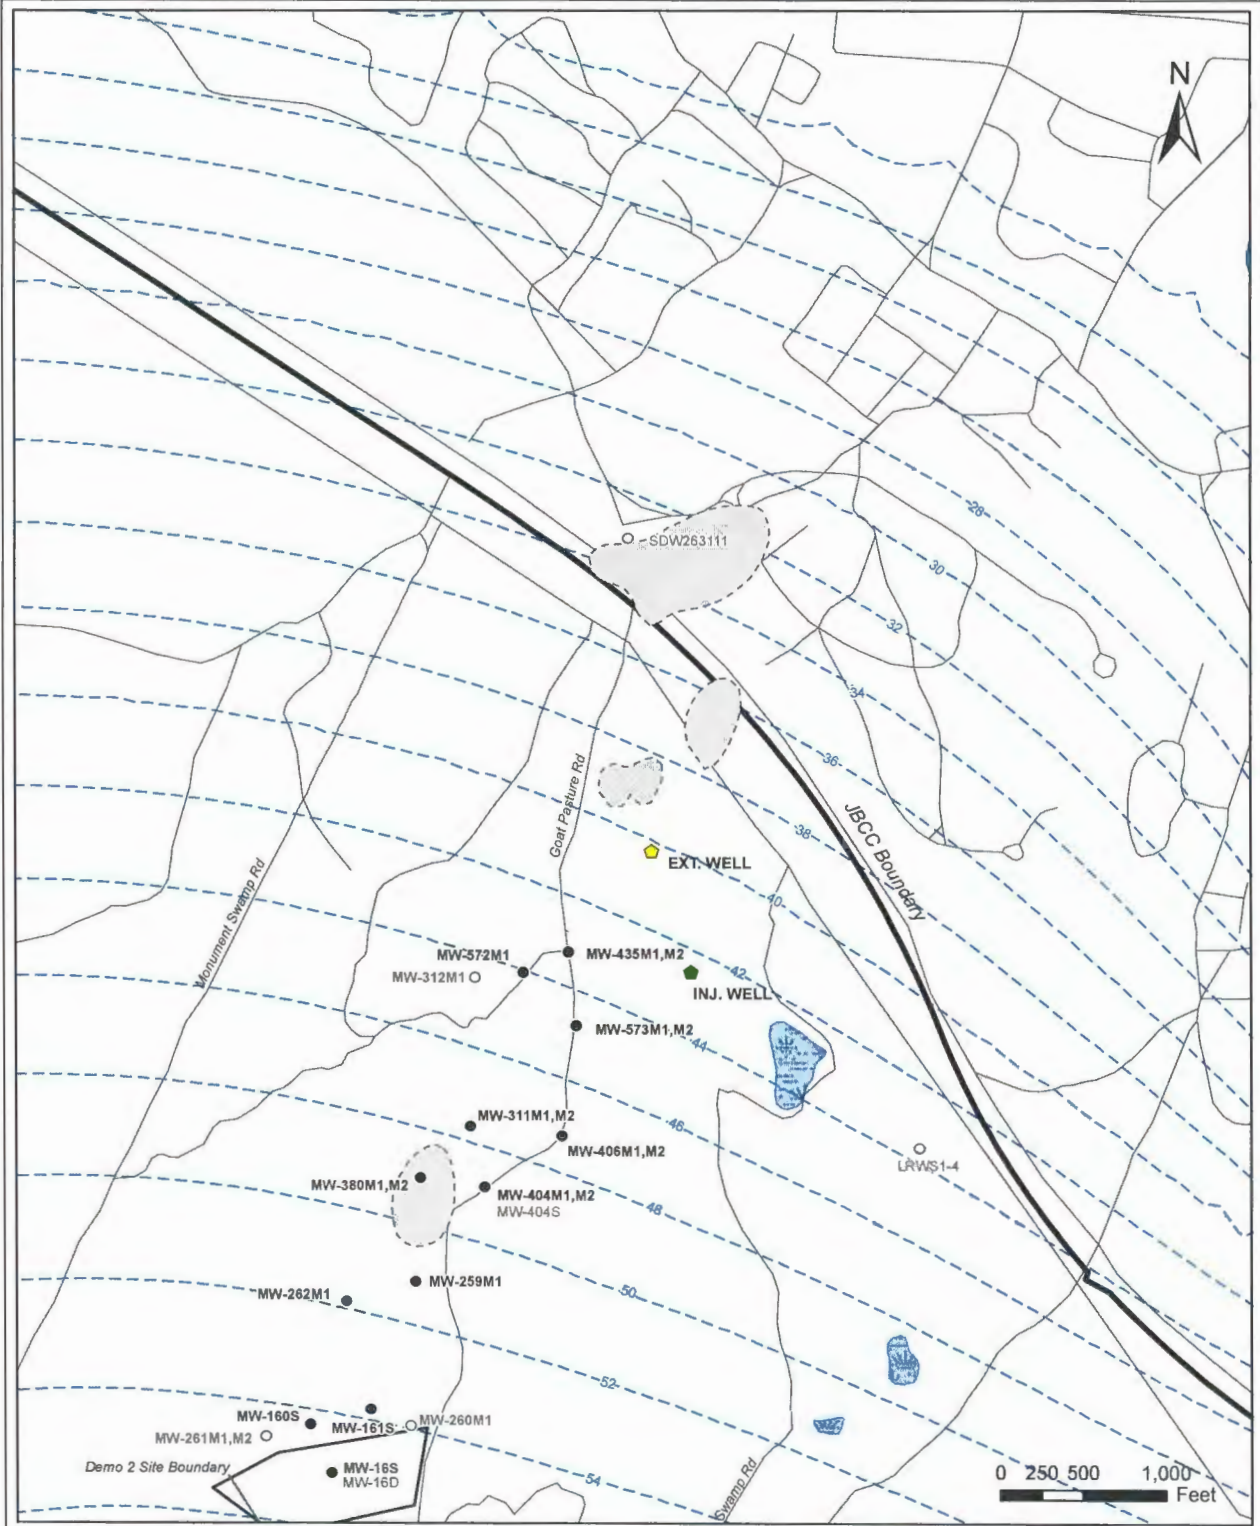 N
SDW263111
28
30
32
34
36
38
JBCC Boundary
Goat Pasture Rd
EXT. WELL
40
Monument Swamp Rd
MW-572M1
MW-435M1,M2
MW-312M1
42
INJ. WELL
MW-573M1,M2
44
MW-311M1,M2
46
MW-406M1,M2
LRWS1-4
MW-380M1,M2
MW-404M1,M2
MW-404S
48
MW-259M1
MW-262M1
50
52
MW-160S
MW-161S
MW-260M1
MW-261M1,M2
Demo 2 Site Boundary
MW-16S
MW-16D
54
Swamp Rd
0 250 500 1,000
Feet